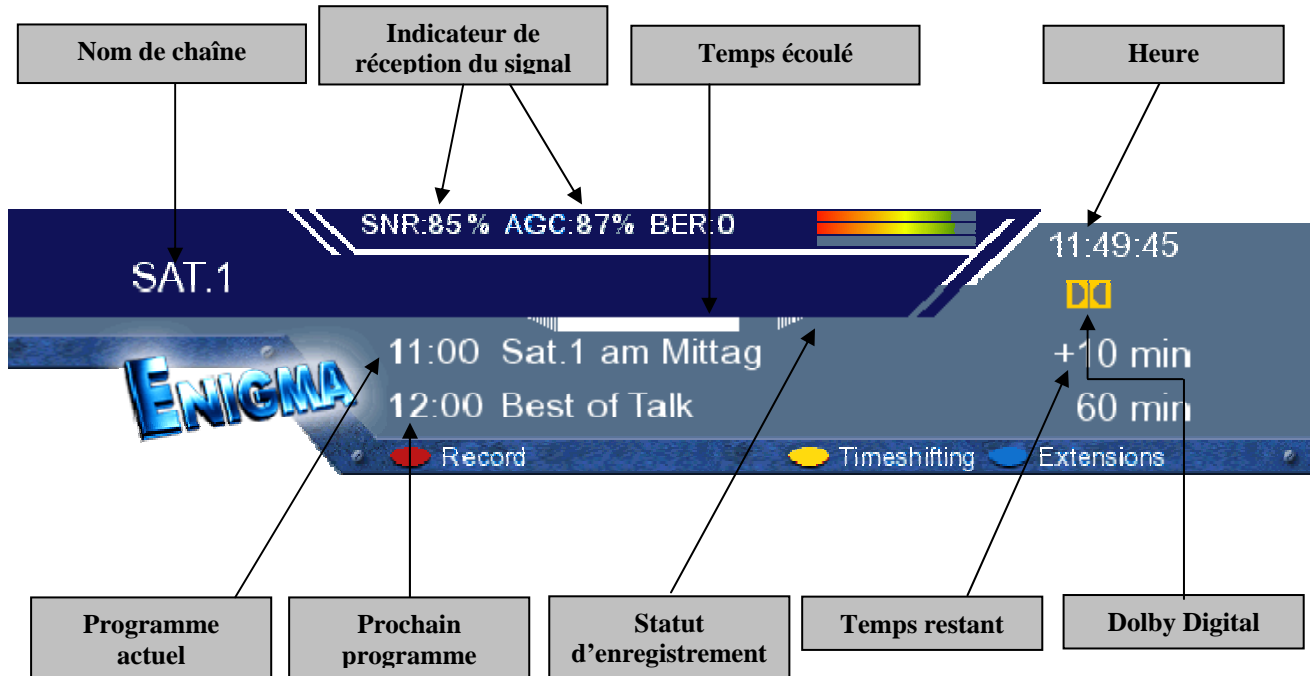 Nom de chaîne
Indicateur de
réception du signal
Temps écoulé
Heure
SNR:85% AGC:87% BER:0
11:49:45
SAT.1
11:00 Sat.1 am Mittag
+10 min
ENIGMA
12:00 Best of Talk
60 min
Record
Timeshifting
Extensions
Programme
actuel
Prochain
programme
Statut
d'enregistrement
Temps restant
Dolby Digital